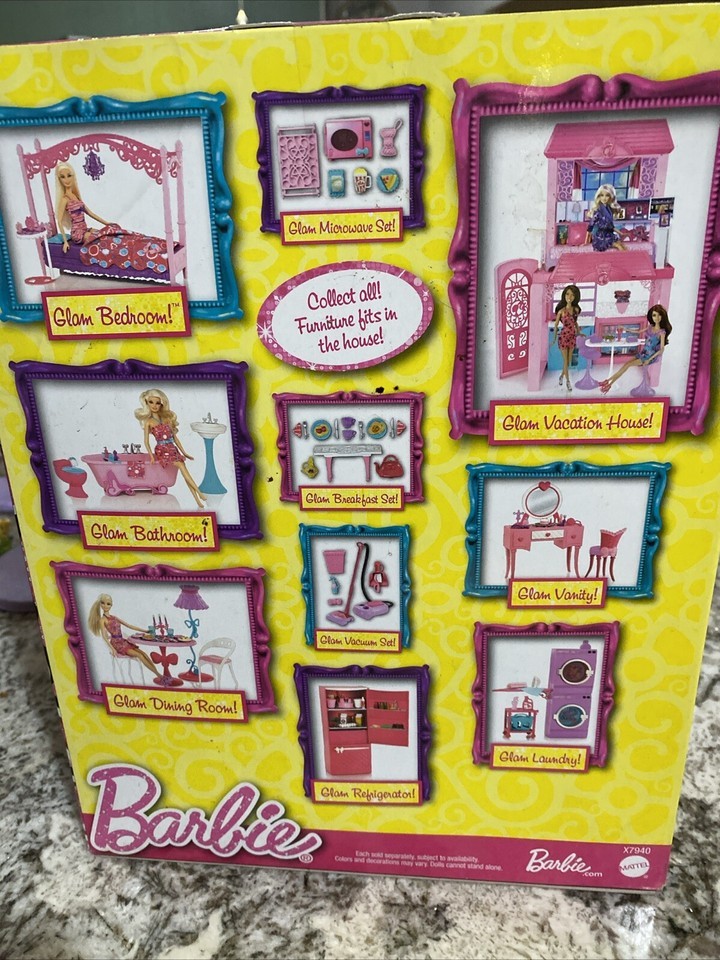 Glam Bedroom!™
Glam Microwave Set!
Collect all!
Furniture fits in
the house!
Glam Vacation House!
Glam Bathroom!
Glam Breakfast Set!
Glam Vanity!
Glam Dining Room!
Glam Vacuum Set!
Glam Laundry!
Glam Refrigerator!
Barbie®
Each sold separately, subject to availability.
Colors and decorations may vary. Dolls cannot stand alone.
Barbie.com
X7940
MATTEL